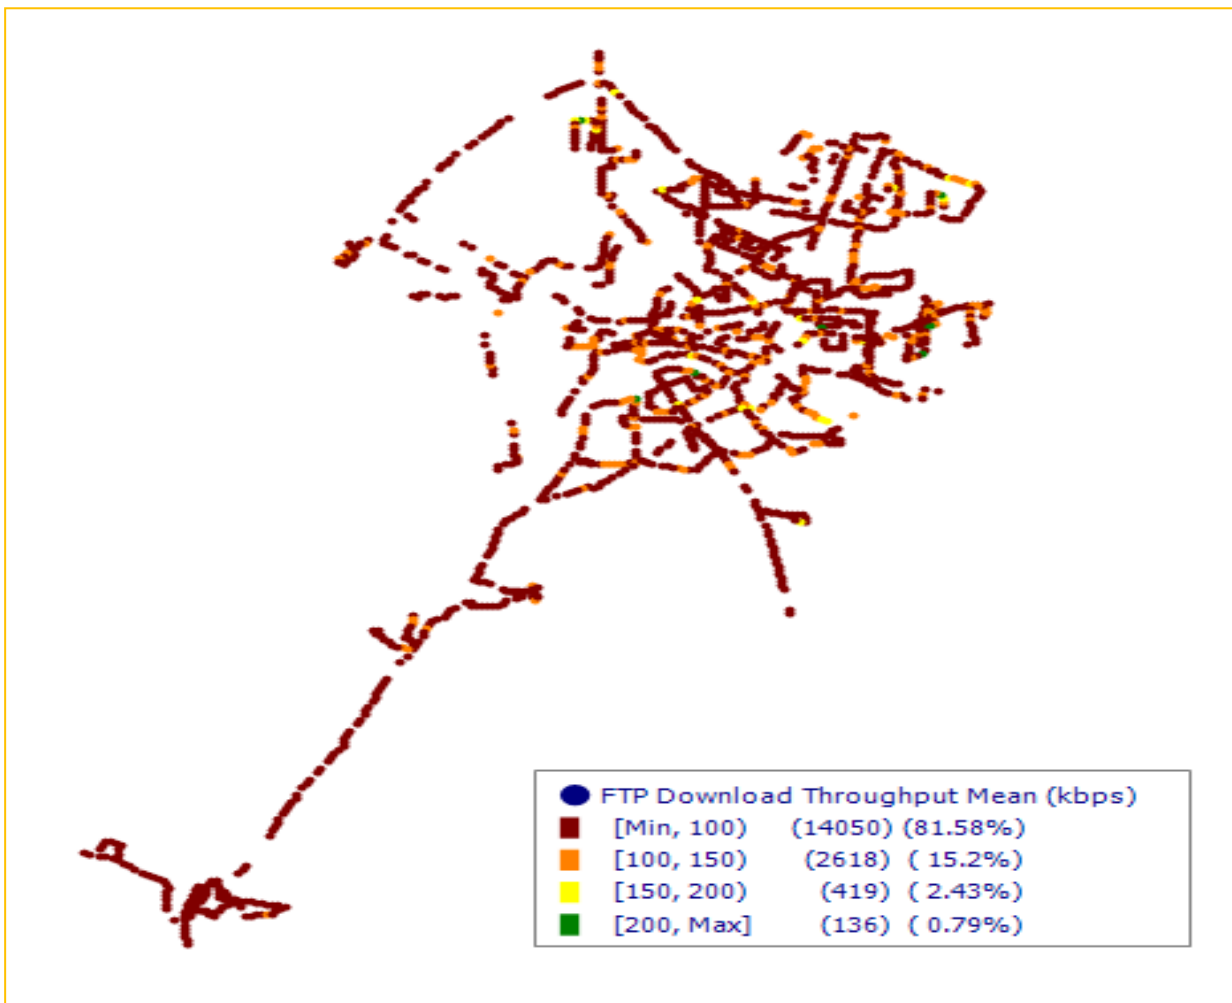 FTP Download Throughput Mean (kbps)
[Min, 100) (14050) (81.58%)
[100, 150) (2618) ( 15.2%)
[150, 200) (419) ( 2.43%)
[200, Max] (136) ( 0.79%)